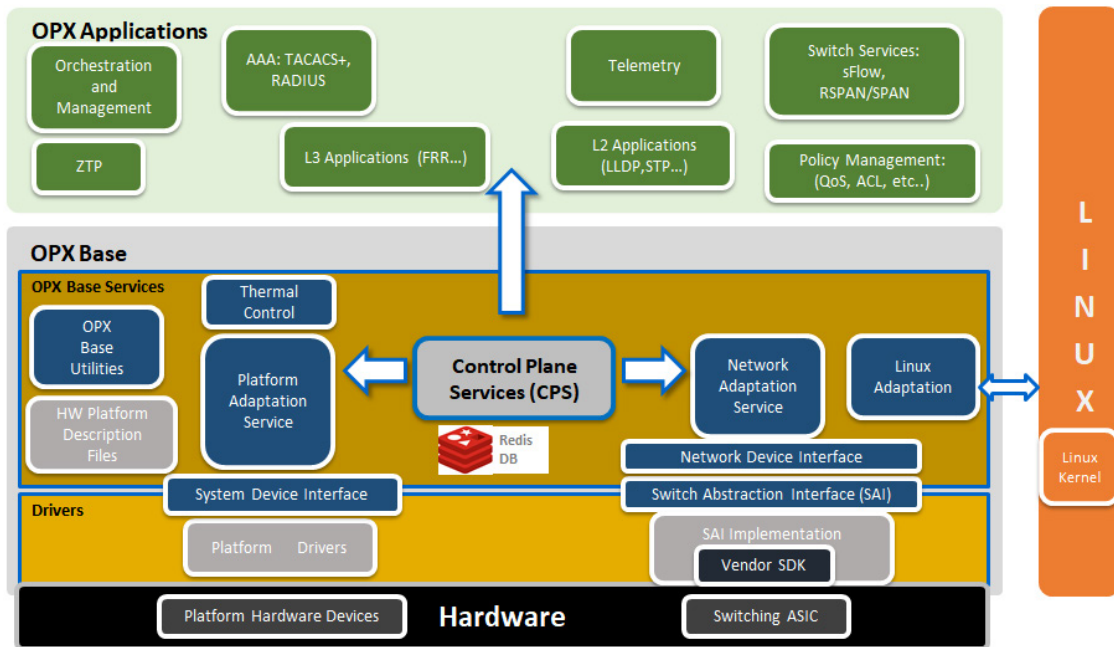 OPX Applications
Orchestration
and
Management
AAA: TACACS+,
RADIUS
Telemetry
Switch Services:
sFlow,
RSPAN/SPAN
ZTP
L3 Applications (FRR...)
L2 Applications
(LLDP,STP...)
Policy Management:
(QoS, ACL, etc..)
OPX Base
OPX Base Services
Thermal
Control
OPX
Base
Utilities
Platform
Adaptation
Service
Control Plane
Services (CPS)
Network
Adaptation
Service
Linux
Adaptation
HW Platform
Description
Files
Redis
DB
Network Device Interface
System Device Interface
Switch Abstraction Interface (SAI)
Drivers
Platform Drivers
SAI Implementation
Vendor SDK
Platform Hardware Devices
Hardware
Switching ASIC
L
I
N
U
X
Linux
Kernel